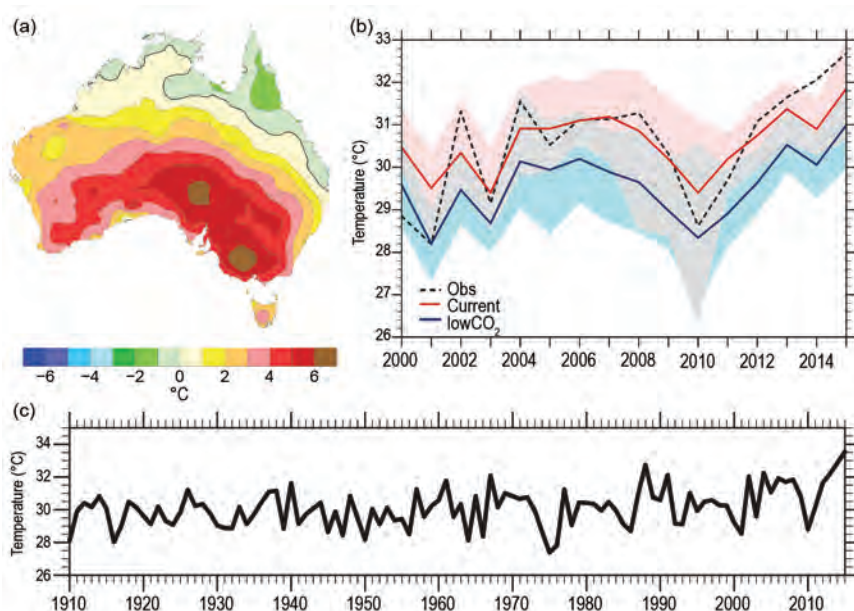 (a)
−6 −4 −2 0 2 4 6
°C
(b)
Temperature (°C)
33
32
31
30
29
28
27
26
Obs
Current
lowCO₂
2000 2002 2004 2006 2008 2010 2012 2014
(c)
Temperature (°C)
34
32
30
28
26
1910 1920 1930 1940 1950 1960 1970 1980 1990 2000 2010